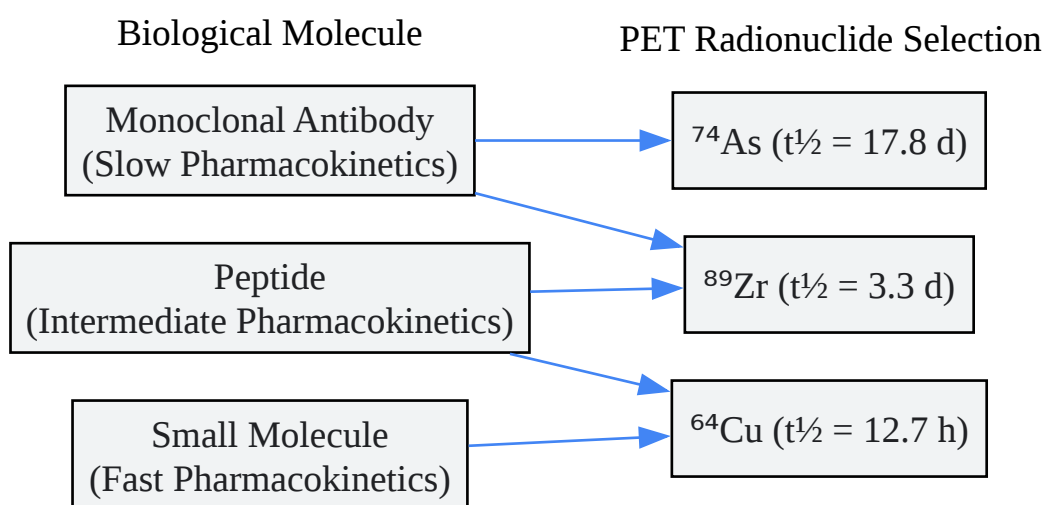 Biological Molecule
PET Radionuclide Selection
Monoclonal Antibody
(Slow Pharmacokinetics)
⁷⁴As (t½ = 17.8 d)
Peptide
(Intermediate Pharmacokinetics)
⁸⁹Zr (t½ = 3.3 d)
Small Molecule
(Fast Pharmacokinetics)
⁶⁴Cu (t½ = 12.7 h)